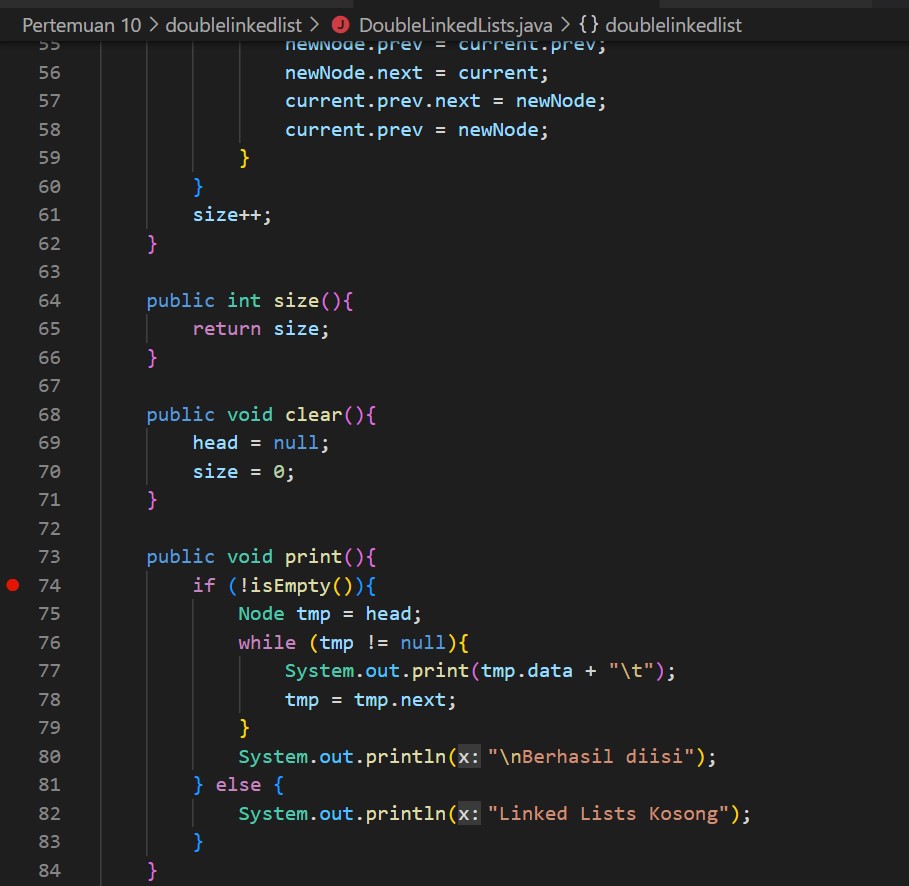 Pertemuan 10 > doublelinkedlist > J DoubleLinkedLists.java > {} doublelinkedlist
55 newNode.prev = current.prev;
56 newNode.next = current;
57 current.prev.next = newNode;
58 current.prev = newNode;
59 }
60 }
61 size++;
62 }
63
64 public int size(){
65 return size;
66 }
67
68 public void clear(){
69 head = null;
70 size = 0;
71 }
72
73 public void print(){
74 if (!isEmpty()){
75 Node tmp = head;
76 while (tmp != null){
77 System.out.print(tmp.data + "\t");
78 tmp = tmp.next;
79 }
80 System.out.println(x: "\nBerhasil diisi");
81 } else {
82 System.out.println(x: "Linked Lists Kosong");
83 }
84 }